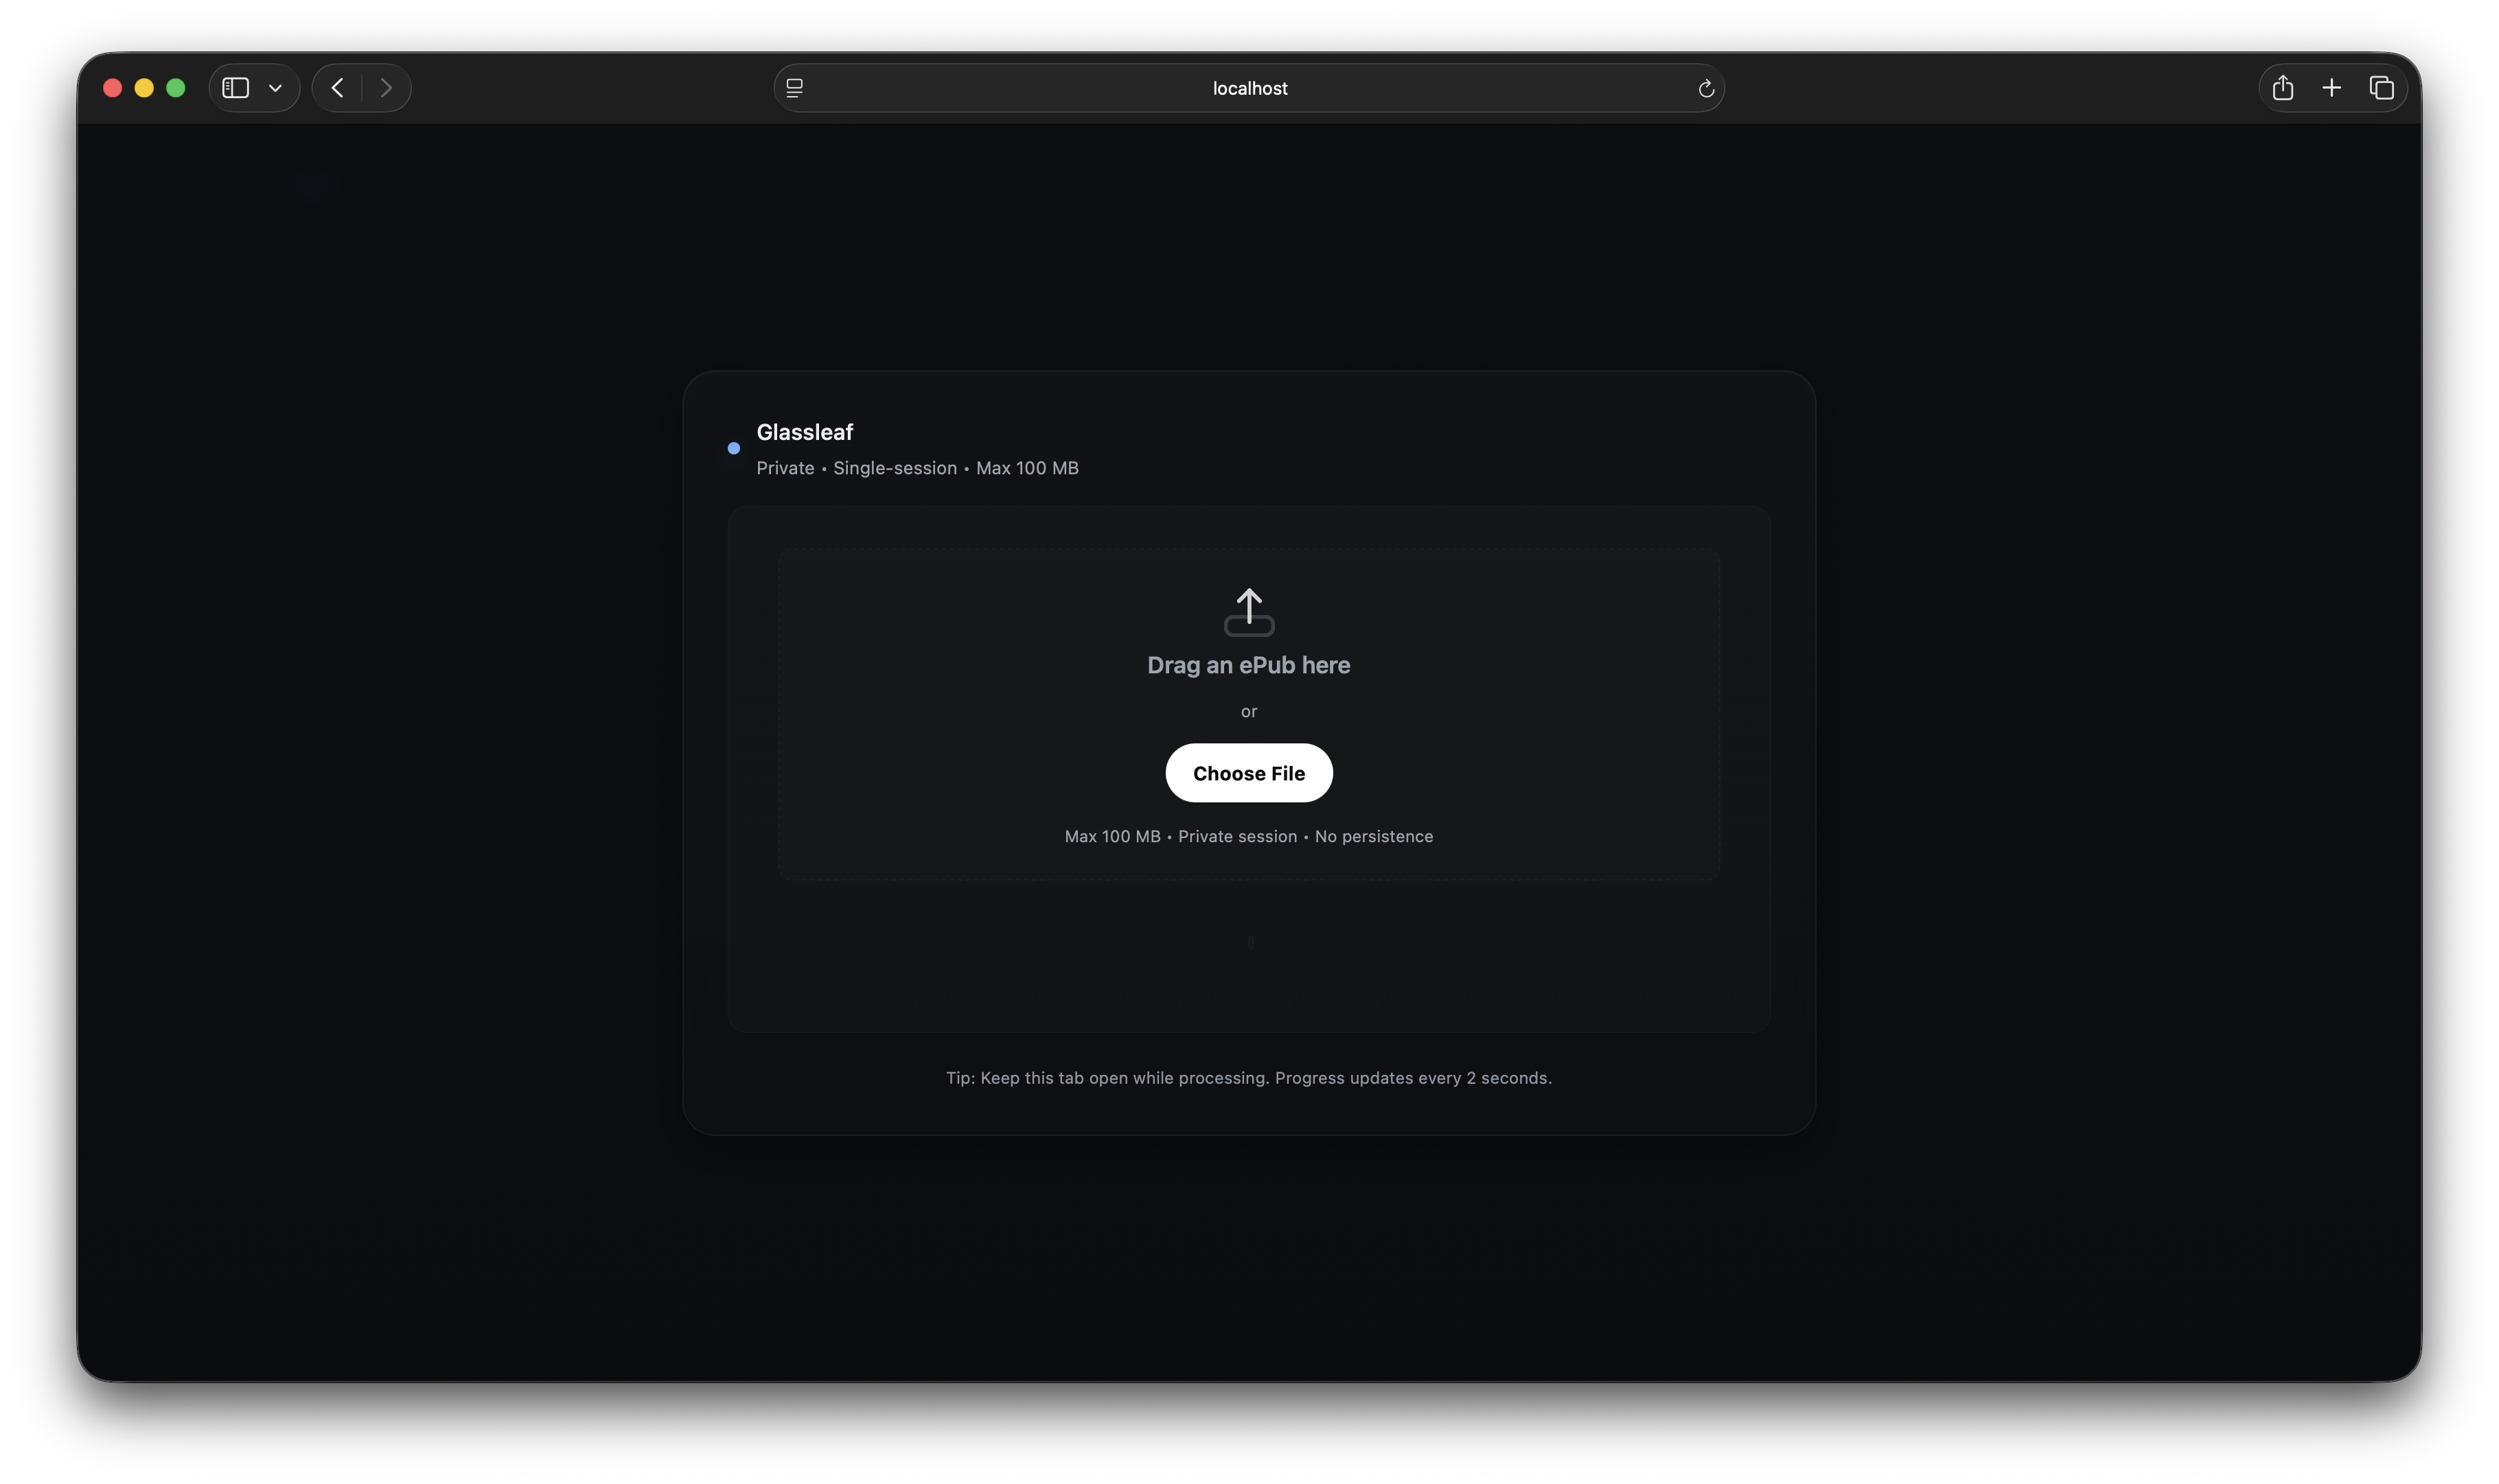 localhost
Glassleaf
Private • Single-session • Max 100 MB
Drag an ePub here
or
Choose File
Max 100 MB • Private session • No persistence
Tip: Keep this tab open while processing. Progress updates every 2 seconds.